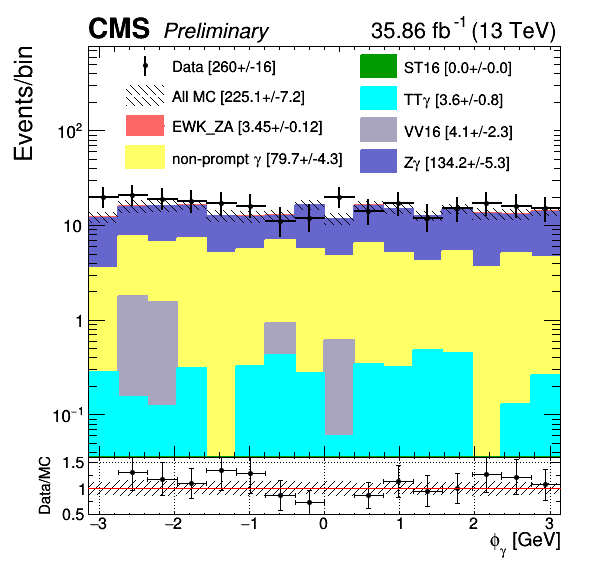 CMS Preliminary 35.86 fb⁻¹ (13 TeV)
Events/bin
Data [260+/-16]
All MC [225.1+/-7.2]
EWK_ZA [3.45+/-0.12]
non-prompt γ [79.7+/-4.3]
ST16 [0.0+/-0.0]
TTγ [3.6+/-0.8]
VV16 [4.1+/-2.3]
Zγ [134.2+/-5.3]
10²
10
1
10⁻¹
Data/MC
1.5
1
0.5
−3 −2 −1 0 1 2 3
ϕγ [GeV]